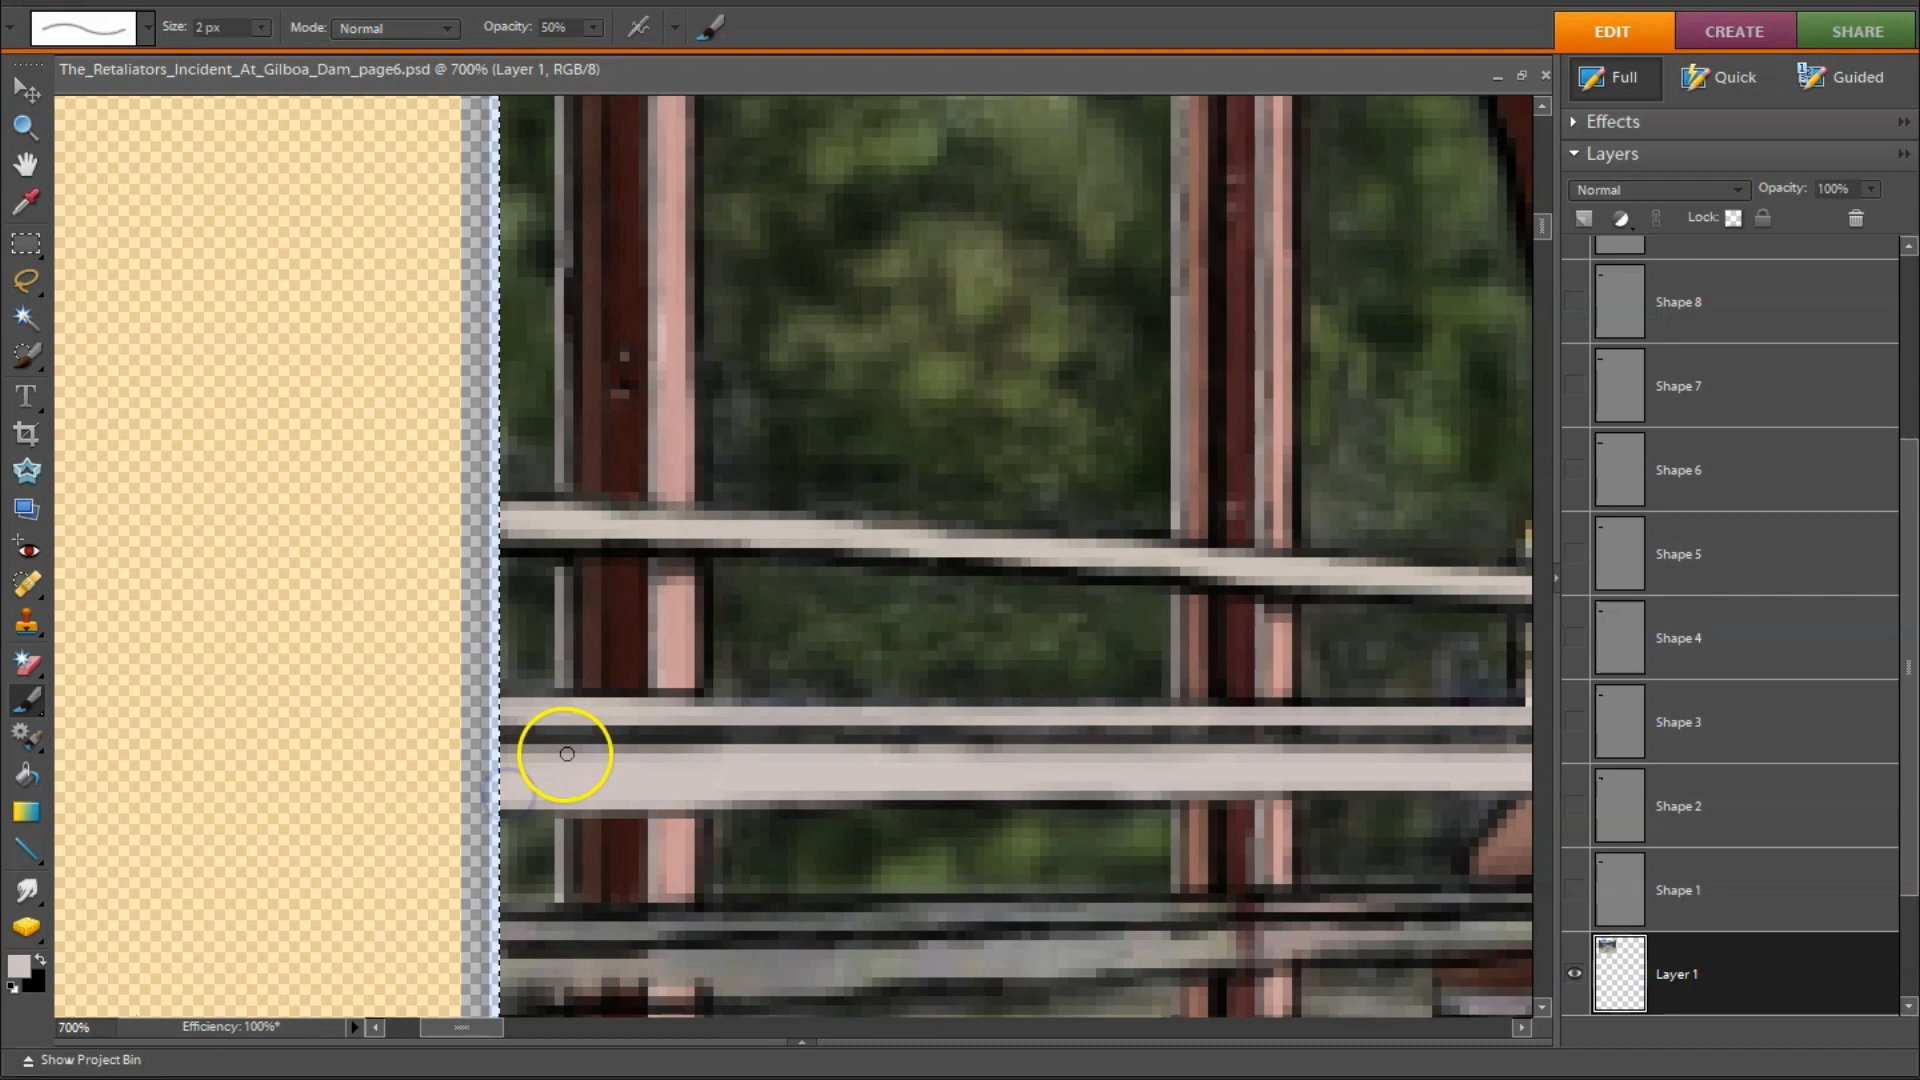 Size: 2 px Mode: Normal Opacity: 50%
EDIT CREATE SHARE
The_Retaliators_Incident_At_Gilboa_Dam_page6.psd @ 700% (Layer 1, RGB/8)
Full Quick Guided
Effects
Layers
Normal Opacity: 100%
Lock:
Shape 8
Shape 7
Shape 6
Shape 5
Shape 4
Shape 3
Shape 2
Shape 1
Layer 1
T
700% Efficiency: 100%*
Show Project Bin